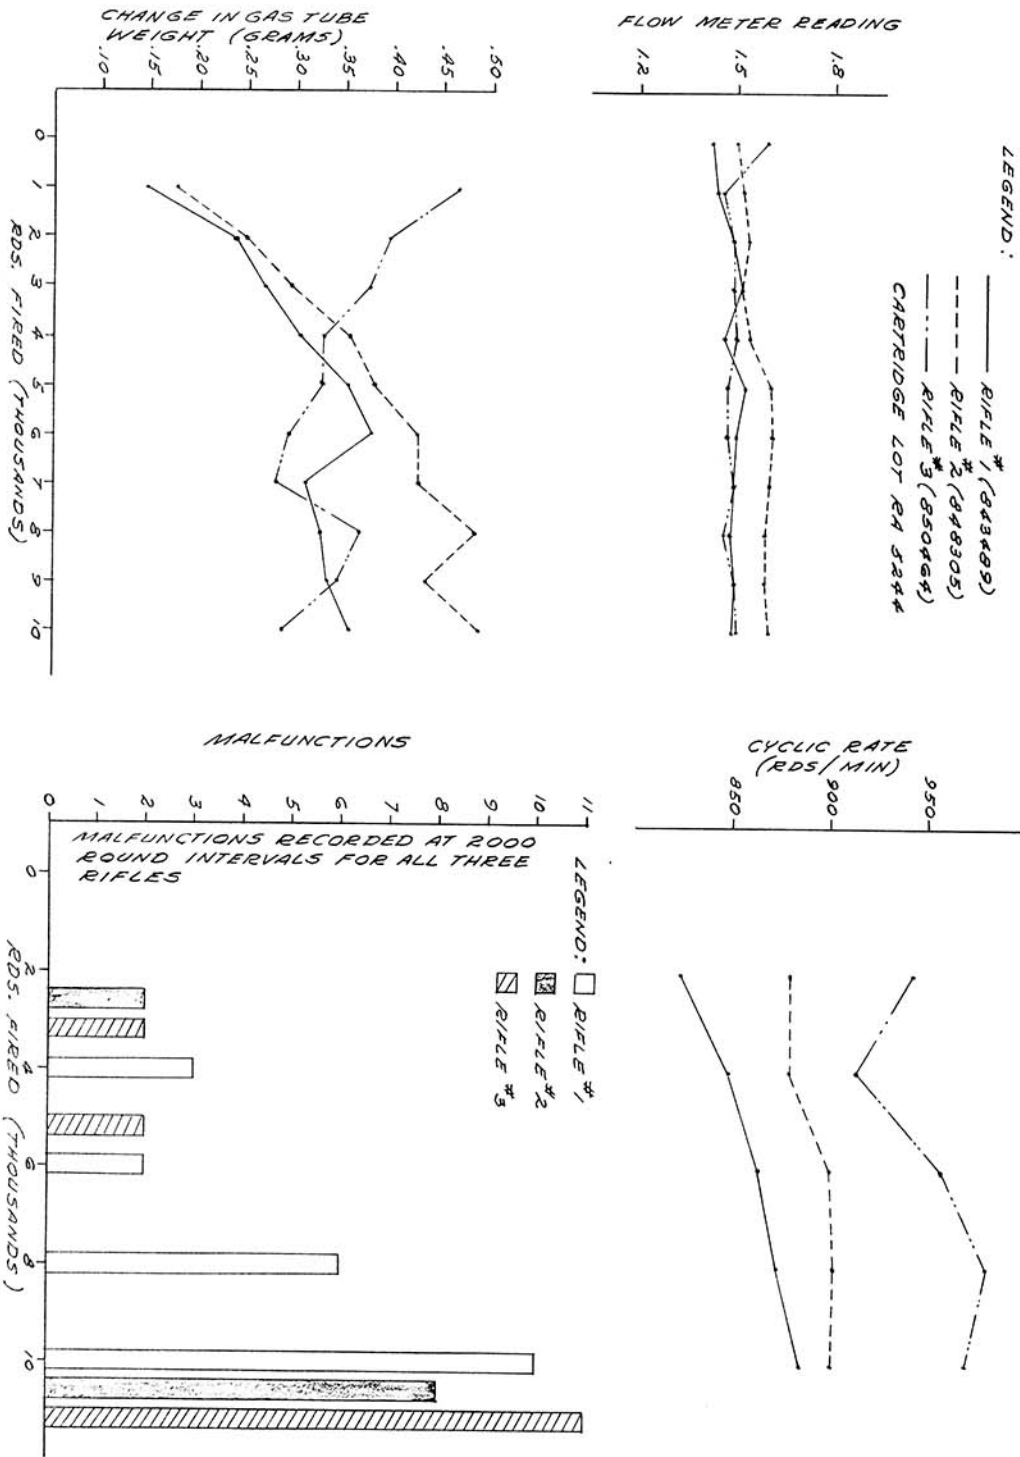 LEGEND:
RIFLE #1 (843489)
RIFLE #2 (848305)
RIFLE #3 (850464)
CARTRIDGE LOT RA 5244
FLOW METER READING
1.8
1.5
1.2
CHANGE IN GAS TUBE
WEIGHT (GRAMS)
.50
.45
.40
.35
.30
.25
.20
.15
.10
0 1 2 3 4 5 6 7 8 9 10
RDS. FIRED (THOUSANDS)
CYCLIC RATE
(RDS/MIN)
950
900
850
MALFUNCTIONS
11
10
9
8
7
6
5
4
3
2
1
0
LEGEND:
RIFLE #1
RIFLE #2
RIFLE #3
MALFUNCTIONS RECORDED AT 2000
ROUND INTERVALS FOR ALL THREE
RIFLES
0 2 4 6 8 10
RDS. FIRED (THOUSANDS)